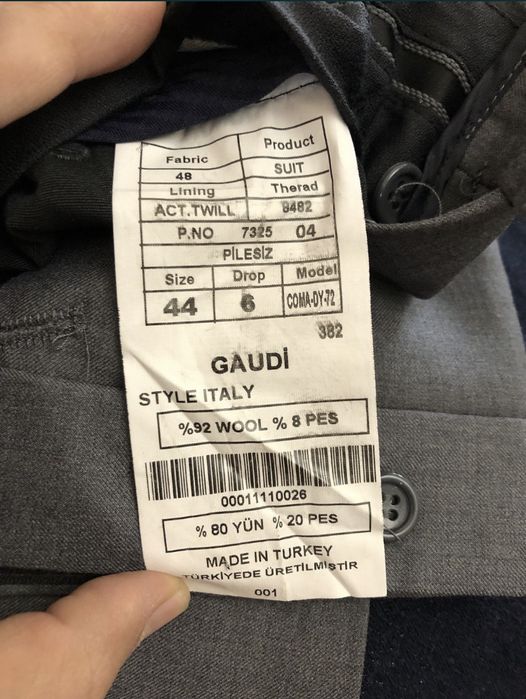 Fabric Product
48 SUIT
Lining Therad
ACT.TWILL 8482
P.NO 7325 04
PİLESİZ
Size Drop Model
44 6 COMA-DY-72
382
GAUDİ
STYLE ITALY
%92 WOOL % 8 PES
00011110026
% 80 YÜN % 20 PES
MADE IN TURKEY
TÜRKİYEDE ÜRETİLMİSTİR
001